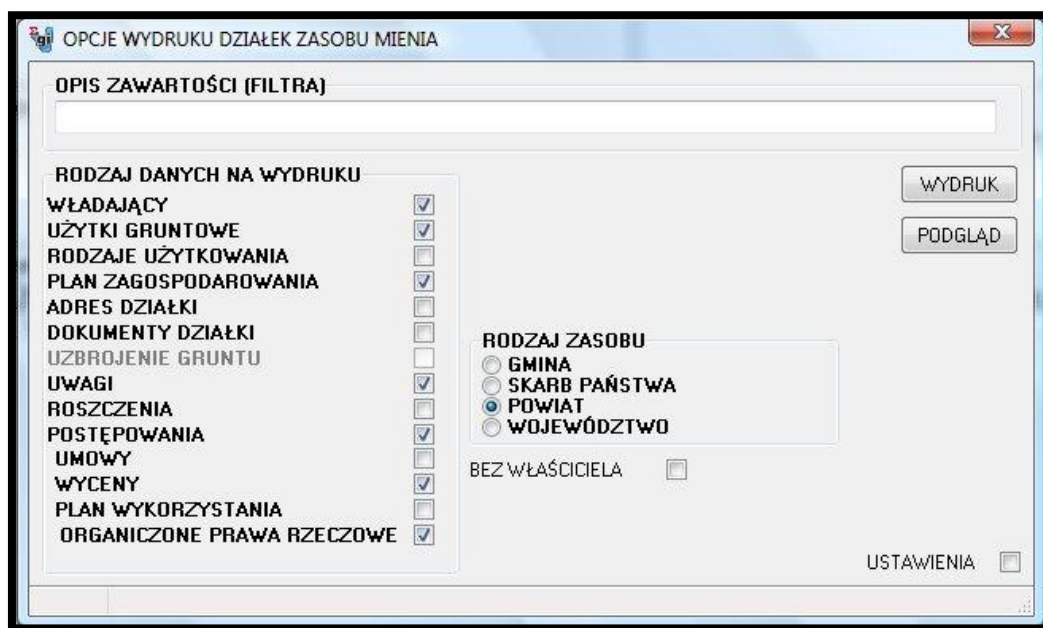 gi OPCJE WYDRUKU DZIAŁEK ZASOBU MIENIA
OPIS ZAWARTOŚCI (FILTRA)
RODZAJ DANYCH NA WYDRUKU
WŁADAJĄCY
UŻYTKI GRUNTOWE
RODZAJE UŻYTKOWANIA
PLAN ZAGOSPODAROWANIA
ADRES DZIAŁKI
DOKUMENTY DZIAŁKI
UZBROJENIE GRUNTU
UWAGI
ROSZCZENIA
POSTĘPOWANIA
UMOWY
WYCENY
PLAN WYKORZYSTANIA
ORGANICZONE PRAWA RZECZOWE
WYDRUK
PODGLĄD
RODZAJ ZASOBU
GMINA
SKARB PAŃSTWA
POWIAT
WOJEWÓDZTWO
BEZ WŁAŚCICIELA
USTAWIENIA